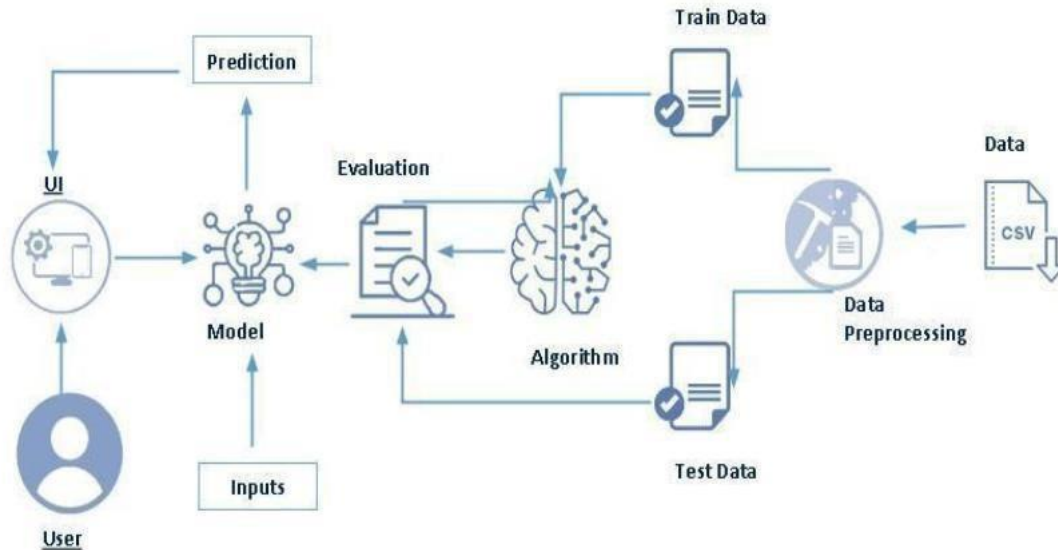 Train Data
Prediction
Data
Evaluation
UI
CSV
Model
Data
Preprocessing
Algorithm
Inputs
Test Data
User